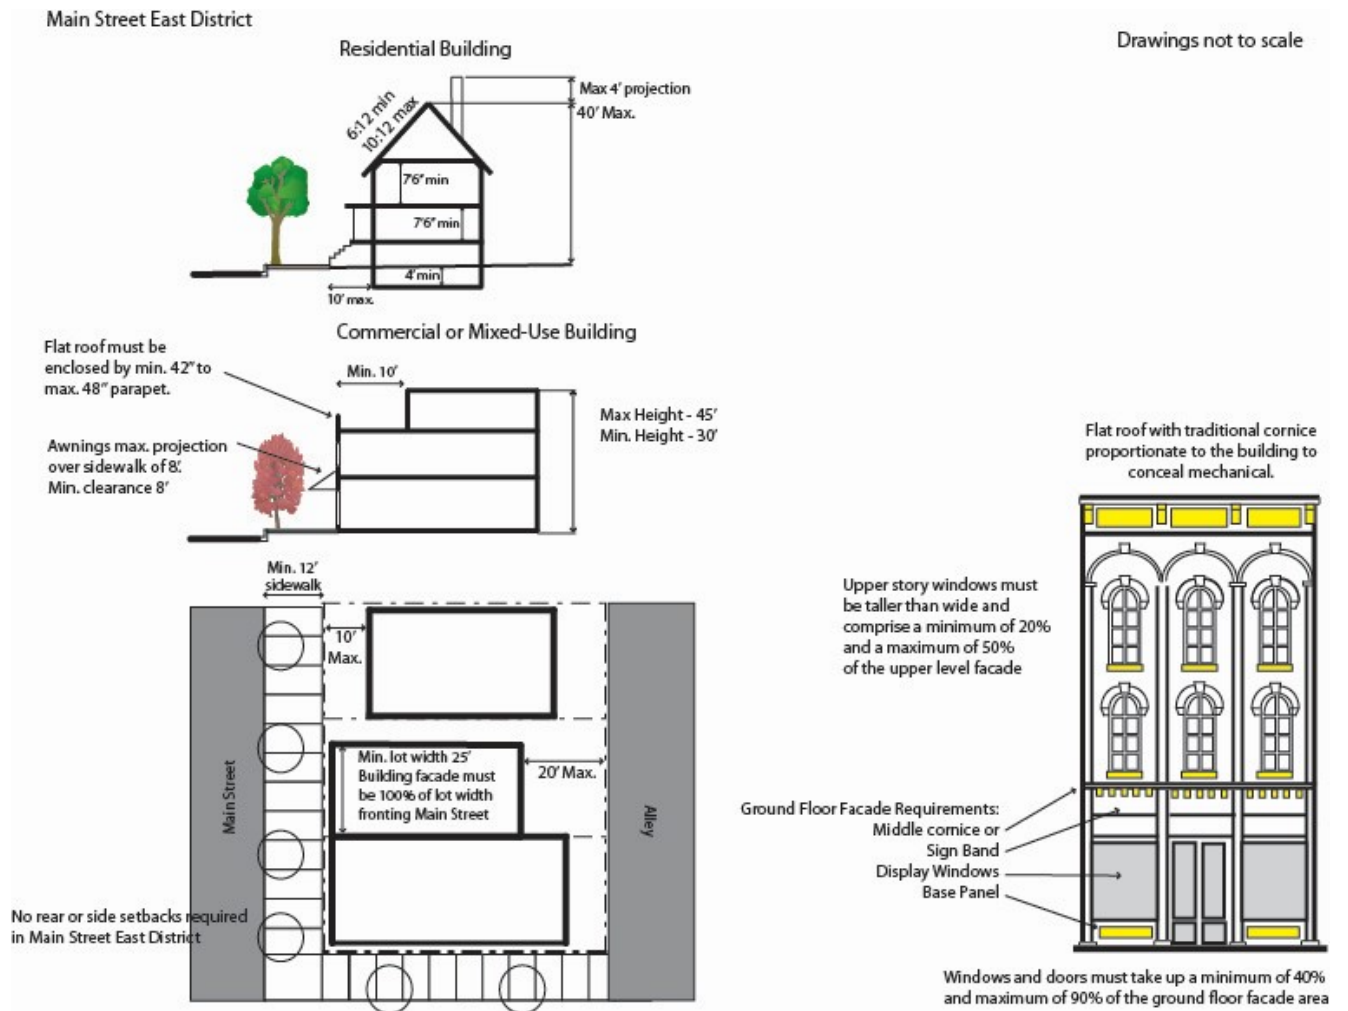 Main Street East District
Drawings not to scale
Residential Building
Max 4' projection
40' Max.
6:12 min
10:12 max
7'6" min
7'6" min
4' min
10' max.
Commercial or Mixed-Use Building
Flat roof must be
enclosed by min. 42" to
max. 48" parapet.
Min. 10'
Max Height - 45'
Min. Height - 30'
Awnings max. projection
over sidewalk of 8'.
Min. clearance 8'
Min. 12'
sidewalk
10'
Max.
Min. lot width 25'
Building facade must
be 100% of lot width
fronting Main Street
20' Max.
Main Street
Alley
No rear or side setbacks required
in Main Street East District
Flat roof with traditional cornice
proportionate to the building to
conceal mechanical.
Upper story windows must
be taller than wide and
comprise a minimum of 20%
and a maximum of 50%
of the upper level facade
Ground Floor Facade Requirements:
Middle cornice or
Sign Band
Display Windows
Base Panel
Windows and doors must take up a minimum of 40%
and maximum of 90% of the ground floor facade area